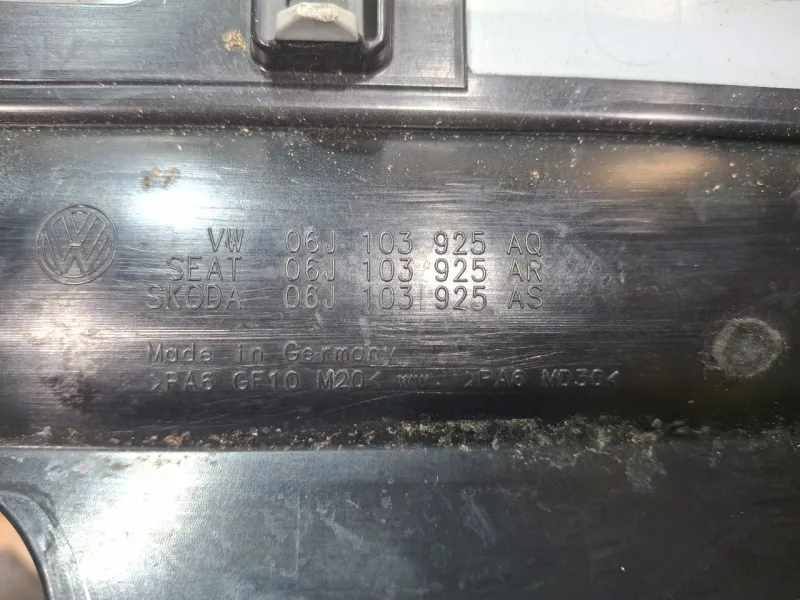 VW 06J 103 925 AQ
SEAT 06J 103 925 AR
SKODA 06J 103 925 AS
Made in Germany
>PA6 GF10 M20< ww >PA6 MD30<